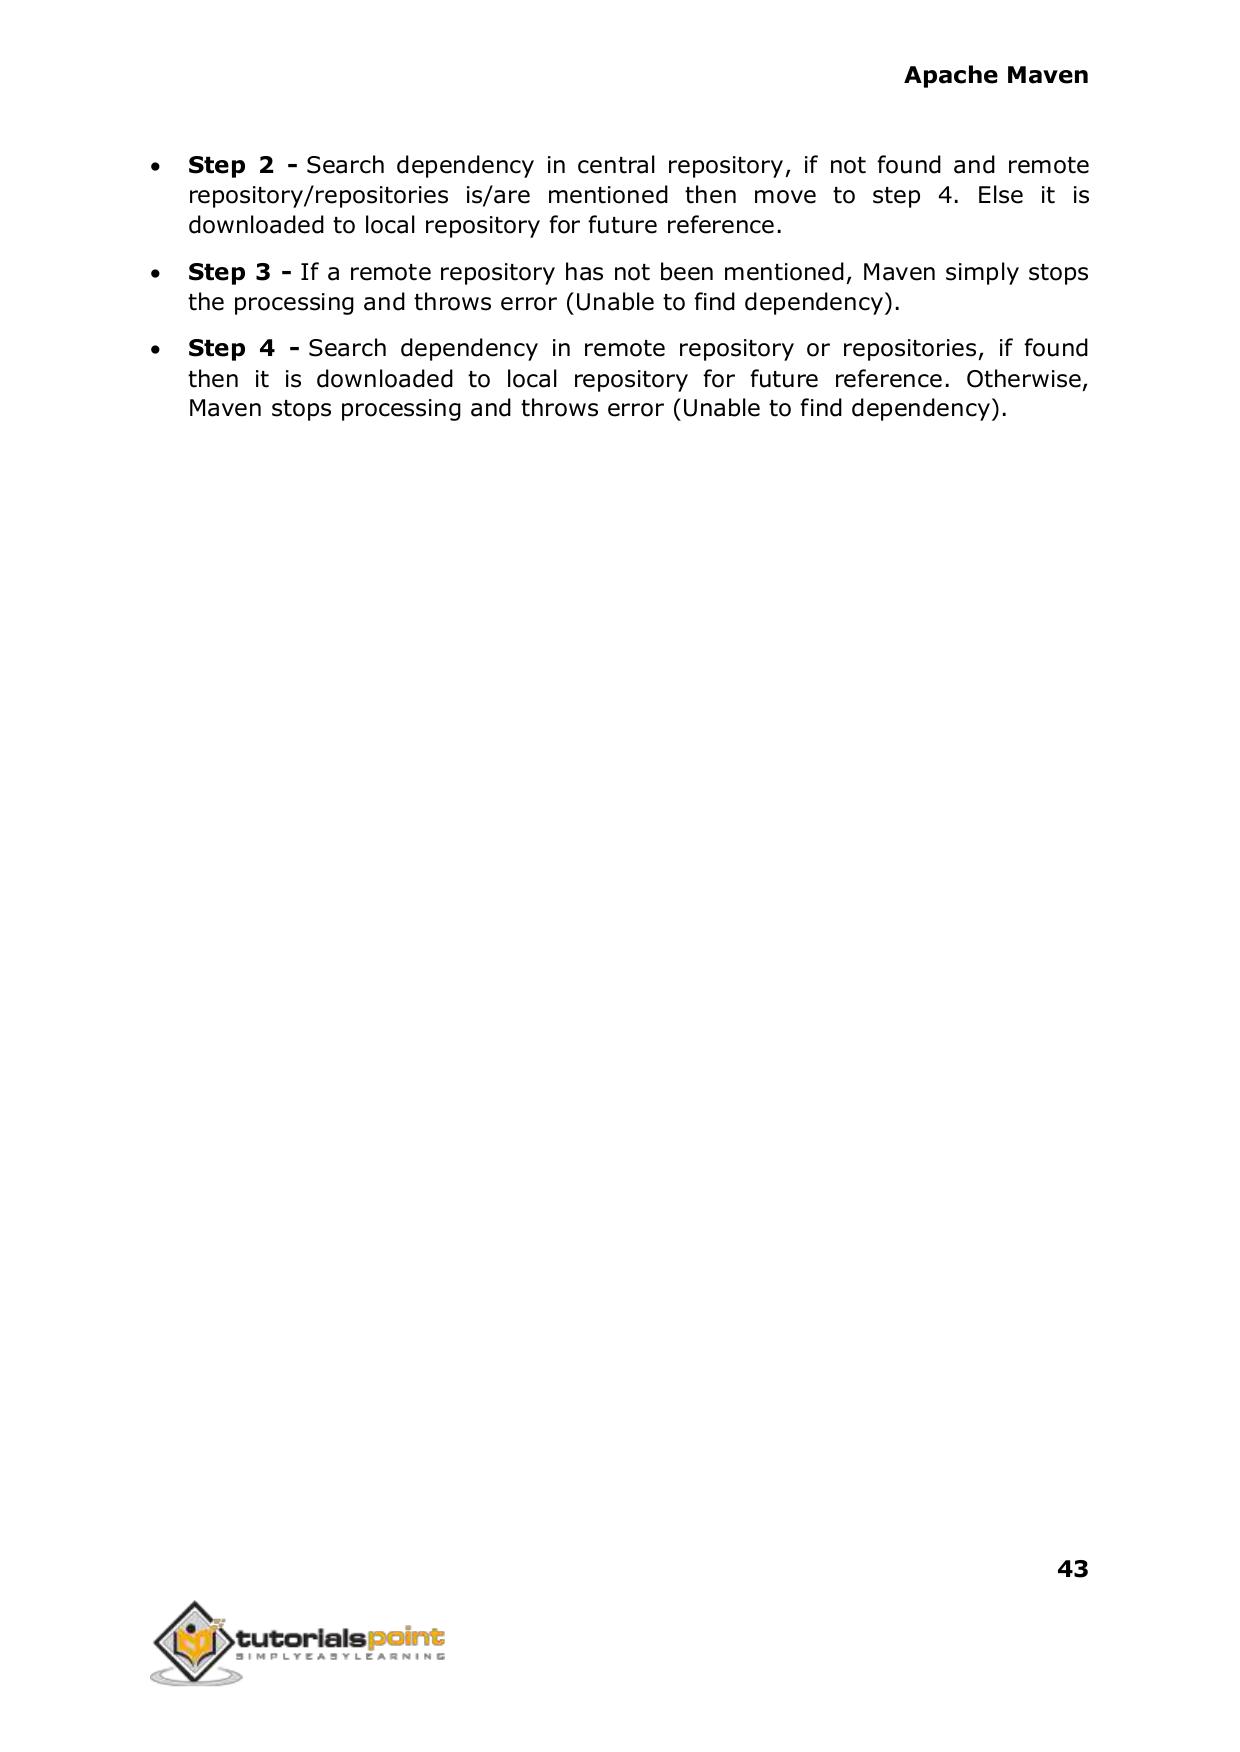 Apache Maven
• Step 2 - Search dependency in central repository, if not found and remote
repository/repositories is/are mentioned then move to step 4. Else it is
downloaded to local repository for future reference.
• Step 3 - If a remote repository has not been mentioned, Maven simply stops
the processing and throws error (Unable to find dependency).
• Step 4 - Search dependency in remote repository or repositories, if found
then it is downloaded to local repository for future reference. Otherwise,
Maven stops processing and throws error (Unable to find dependency).
43
tutorialspoint
SIMPLYEASYLEARNING